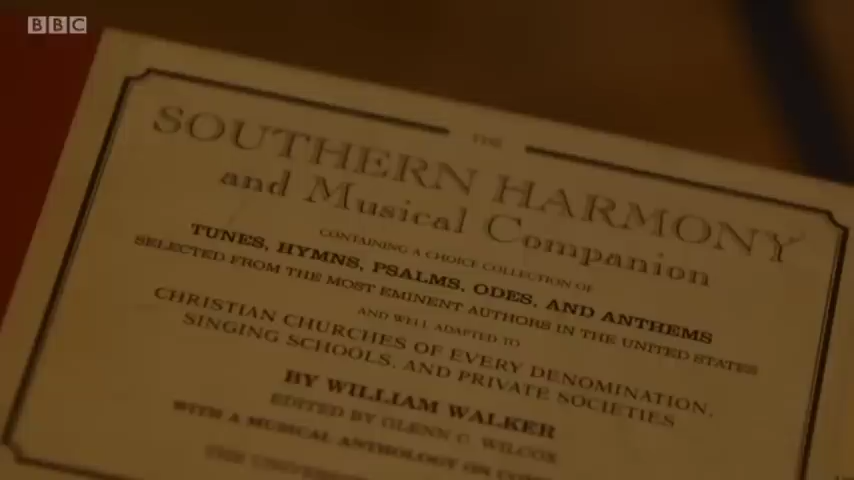 BBC
THE
SOUTHERN HARMONY
and Musical Companion
CONTAINING A CHOICE COLLECTION OF
TUNES, HYMNS, PSALMS, ODES, AND ANTHEMS
SELECTED FROM THE MOST EMINENT AUTHORS IN THE UNITED STATES
AND WELL ADAPTED TO
CHRISTIAN CHURCHES OF EVERY DENOMINATION,
SINGING SCHOOLS, AND PRIVATE SOCIETIES
BY WILLIAM WALKER
EDITED BY GLENN C. WILCOX
WITH A MUSICAL ANTHOLOGY ON
THE